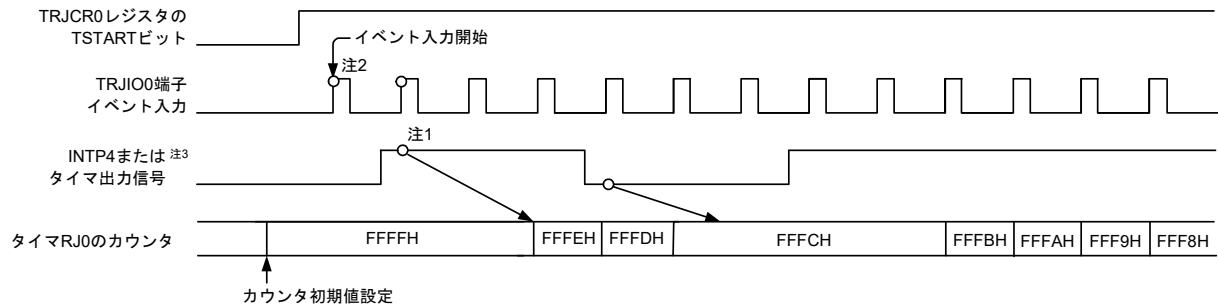 TRJCR0レジスタの
TSTARTビット
イベント入力開始
注2
TRJIO0端子
イベント入力
注1
INTP4または 注3
タイマ出力信号
タイマRJ0のカウンタ
FFFFH
FFFEH
FFFDH
FFFCH
FFFBH
FFFAH
FFF9H
FFF8H
カウンタ初期値設定